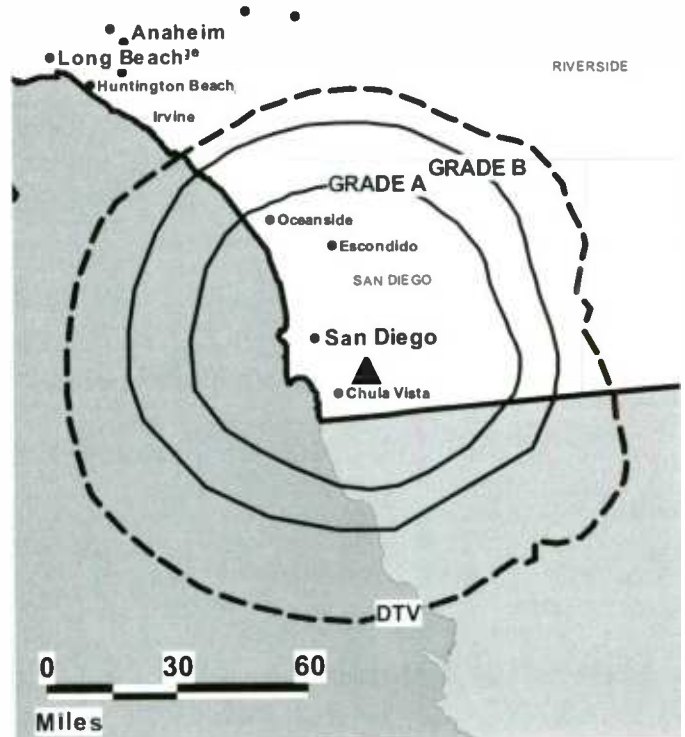 Anaheim
Long Beach
Huntington Beach
Irvine
RIVERSIDE
GRADE B
GRADE A
Oceanside
Escondido
SAN DIEGO
San Diego
Chula Vista
DTV
0 30 60
Miles